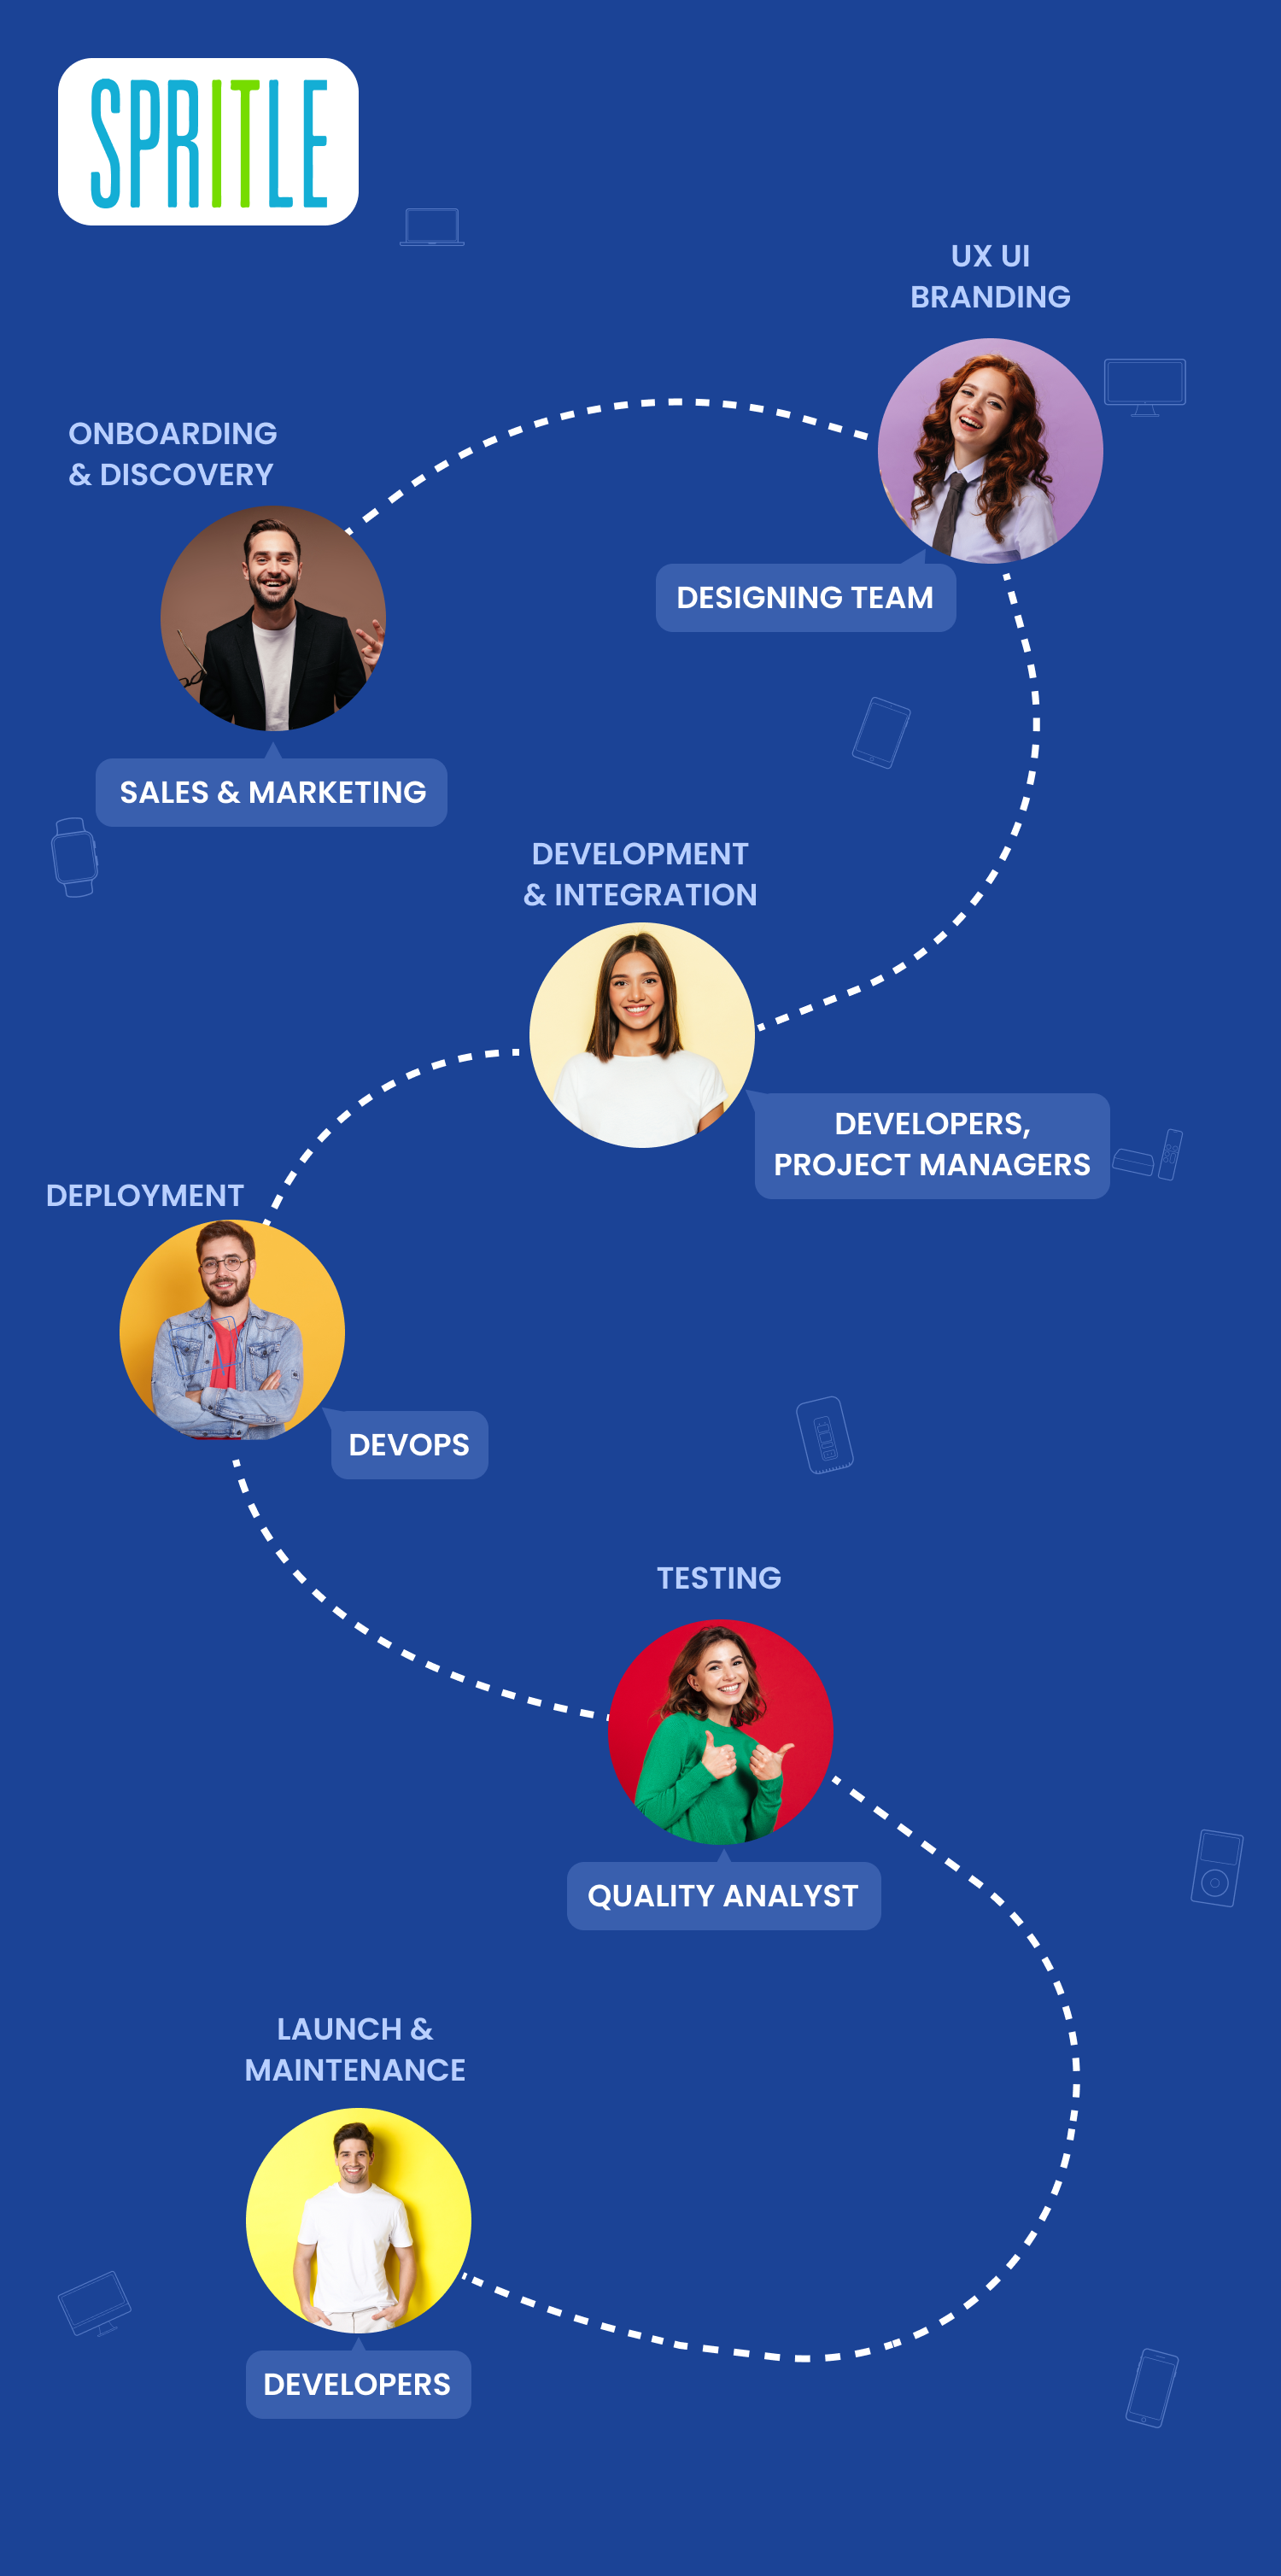 SPRITLE
UX UI
BRANDING
ONBOARDING
& DISCOVERY
DESIGNING TEAM
SALES & MARKETING
DEVELOPMENT
& INTEGRATION
DEVELOPERS,
PROJECT MANAGERS
DEPLOYMENT
DEVOPS
TESTING
QUALITY ANALYST
LAUNCH &
MAINTENANCE
DEVELOPERS